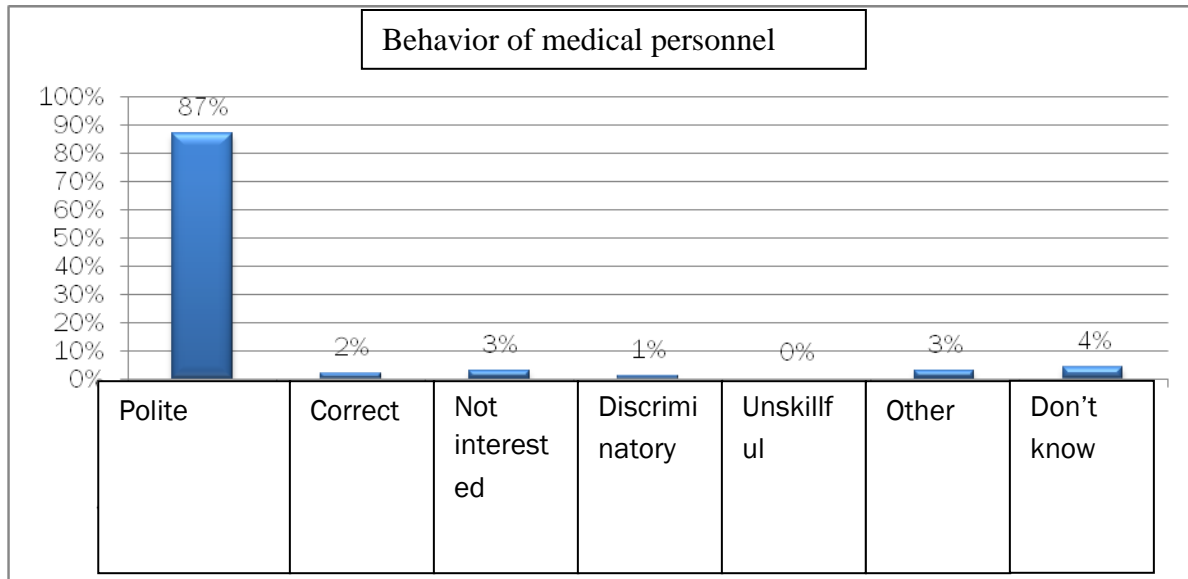 Behavior of medical personnel
100%
90%
80%
70%
60%
50%
40%
30%
20%
10%
0%
87%
2%
3%
1%
0%
3%
4%
Polite
Correct
Not
interest
ed
Discrimi
natory
Unskillf
ul
Other
Don’t
know